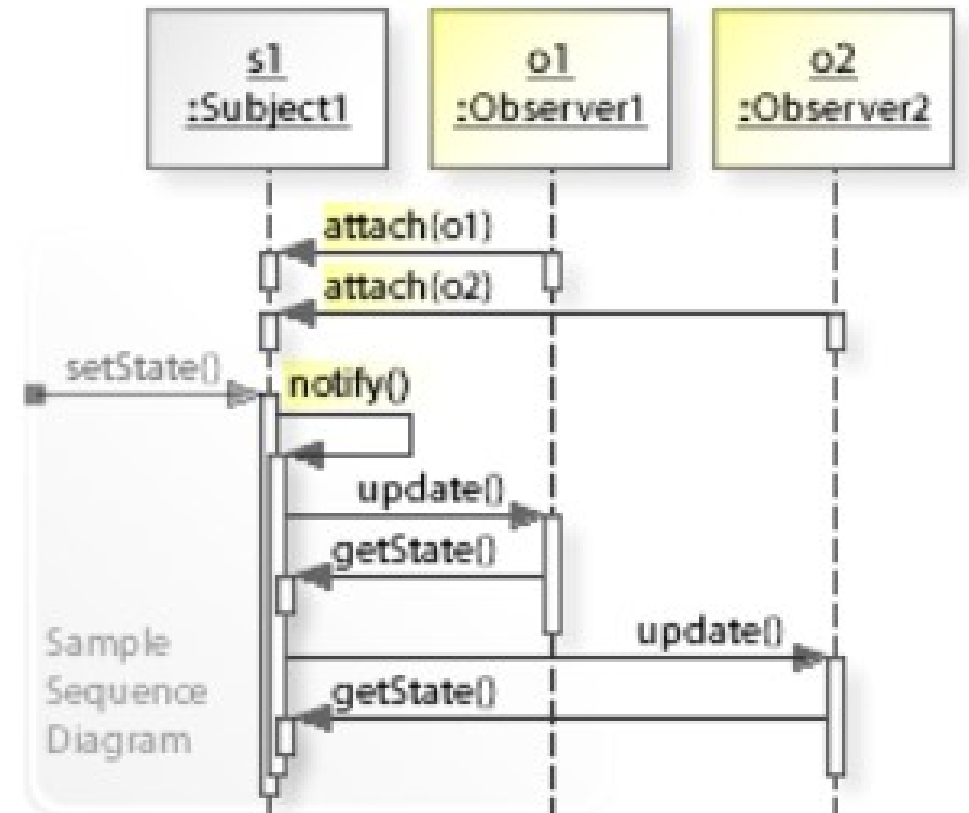 s1
:Subject1
o1
:Observer1
o2
:Observer2
attach(o1)
attach(o2)
setState()
notify()
update()
getState()
update()
getState()
Sample
Sequence
Diagram